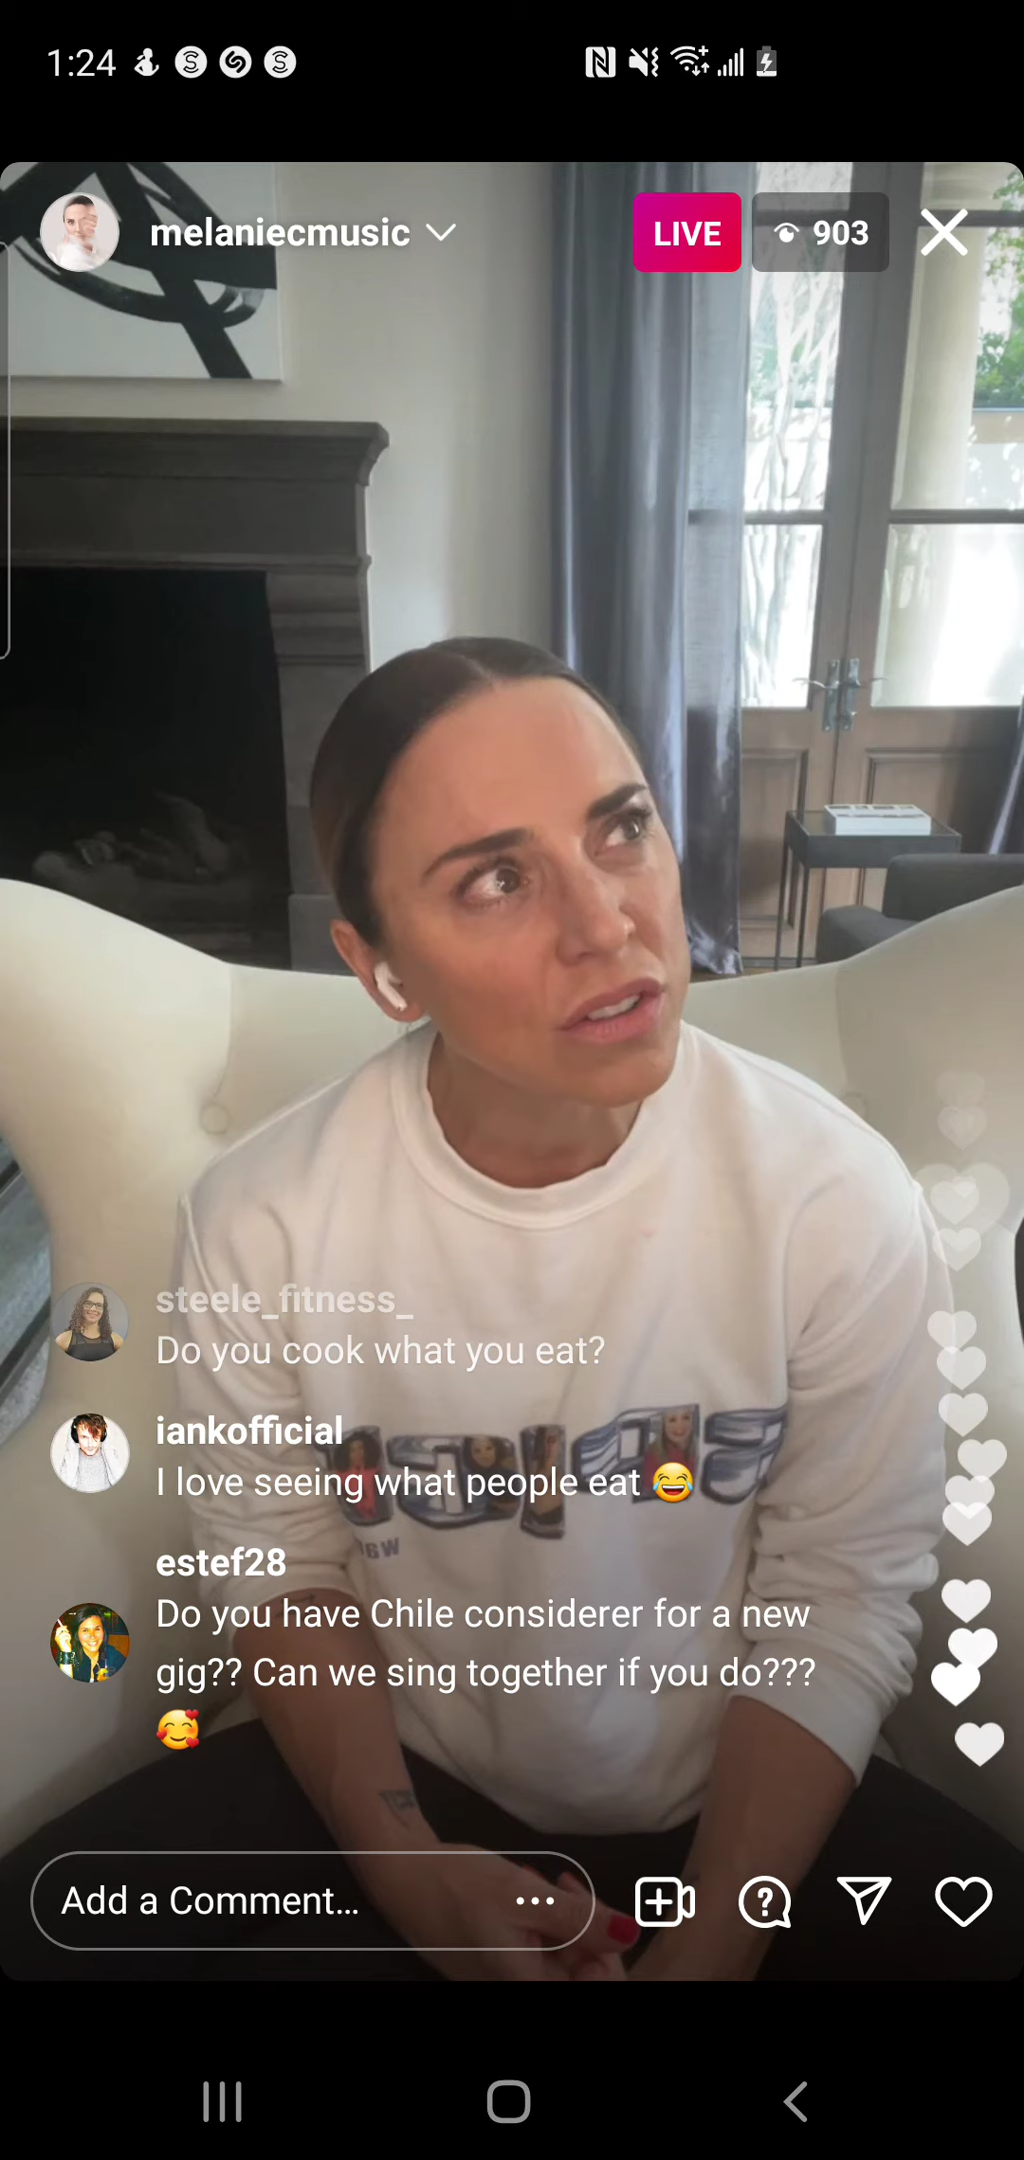 1:24
melaniecmusic
LIVE
903
steele_fitness_
Do you cook what you eat?
iankofficial
I love seeing what people eat 😂
estef28
Do you have Chile considerer for a new
gig?? Can we sing together if you do???
🥰
Add a Comment...